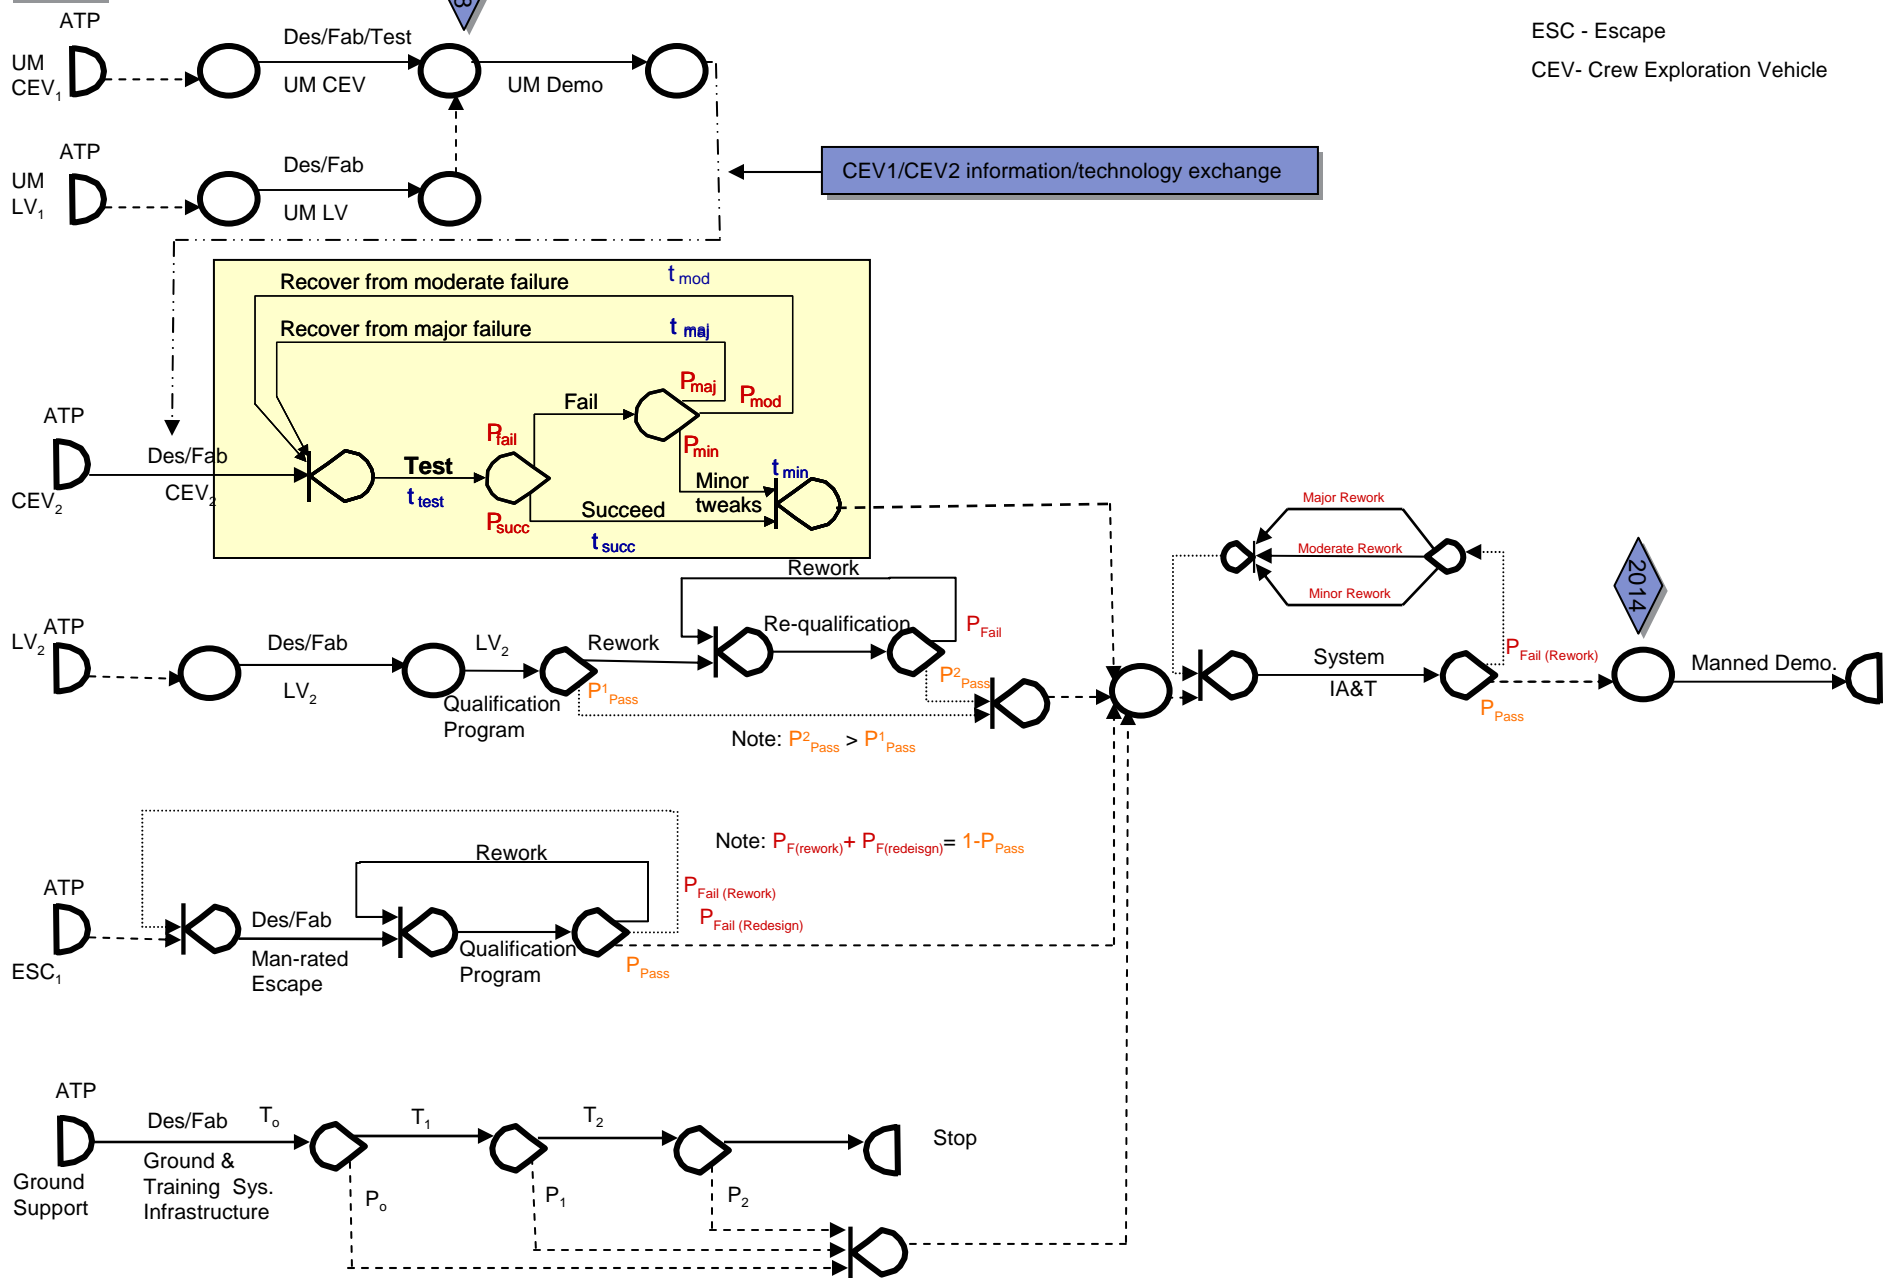 ATP
UM
CEV1
Des/Fab/Test
UM CEV
UM Demo
ESC - Escape
CEV- Crew Exploration Vehicle
ATP
UM
LV1
Des/Fab
UM LV
CEV1/CEV2 information/technology exchange
Recover from moderate failure
t mod
Recover from major failure
t maj
Pmaj
Pmod
Fail
Pfail
Pmin
ATP
CEV2
Des/Fab
CEV2
Test
t test
Psucc
Succeed
t succ
Minor
tweaks
t min
Major Rework
Moderate Rework
Minor Rework
2014
LV2
ATP
Des/Fab
LV2
LV2
Qualification
Program
Rework
P1Pass
Rework
Re-qualification
PFail
P2Pass
Note: P2Pass > P1Pass
System
IA&T
PFail (Rework)
PPass
Manned Demo.
Note: PF(rework)+ PF(redeisgn)= 1-PPass
ATP
ESC1
Des/Fab
Man-rated
Escape
Rework
Qualification
Program
PFail (Rework)
PFail (Redesign)
PPass
ATP
Ground
Support
Des/Fab
Ground &
Training Sys.
Infrastructure
To
T1
T2
Stop
Po
P1
P2